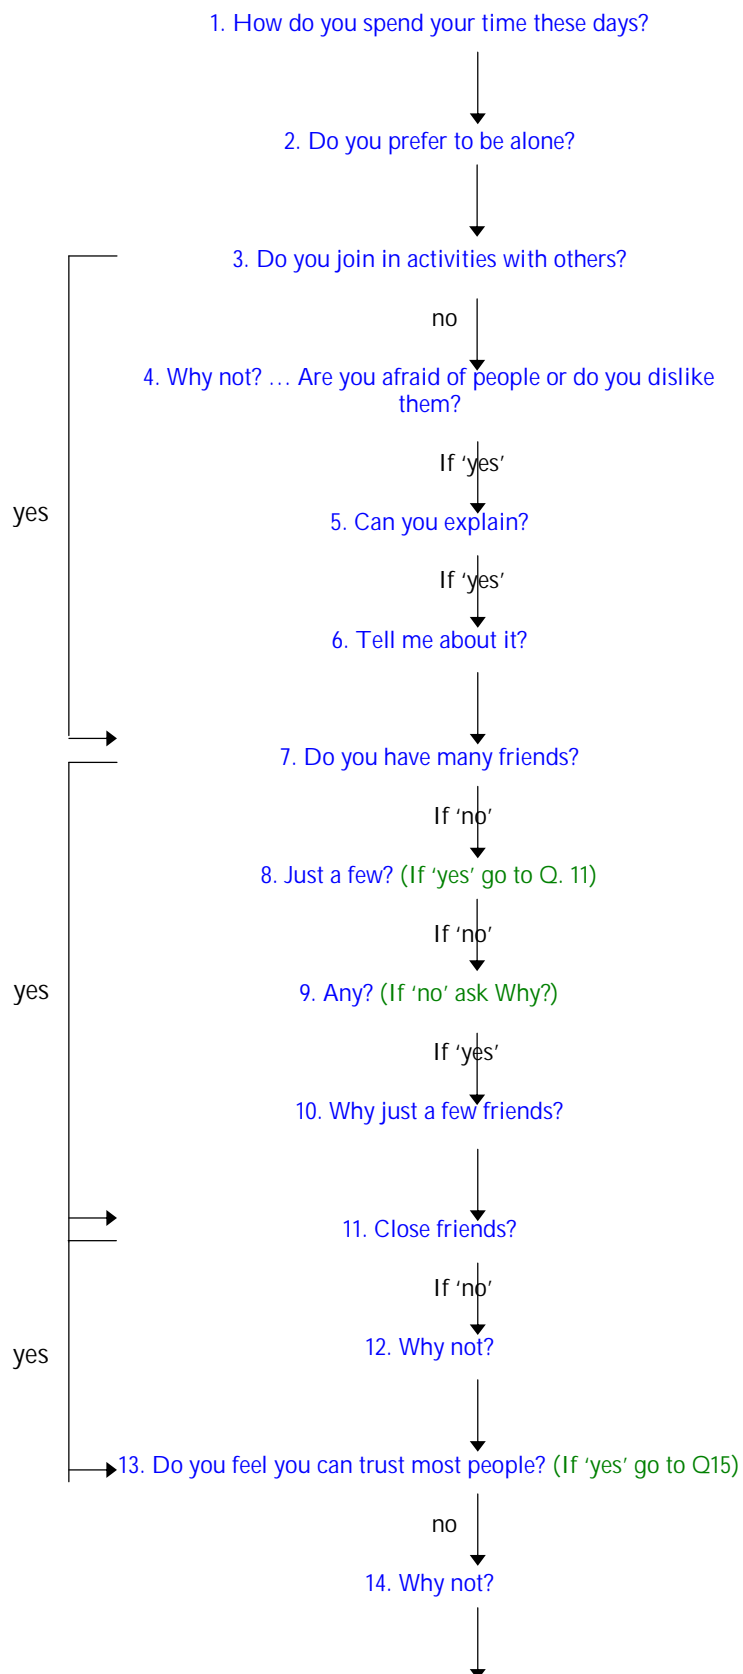 1. How do you spend your time these days?
2. Do you prefer to be alone?
3. Do you join in activities with others?
no
4. Why not? … Are you afraid of people or do you dislike
them?
If ‘yes’
yes
5. Can you explain?
If ‘yes’
6. Tell me about it?
7. Do you have many friends?
If ‘no’
8. Just a few? (If ‘yes’ go to Q. 11)
If ‘no’
yes
9. Any? (If ‘no’ ask Why?)
If ‘yes’
10. Why just a few friends?
11. Close friends?
If ‘no’
12. Why not?
yes
13. Do you feel you can trust most people? (If ‘yes’ go to Q15)
no
14. Why not?